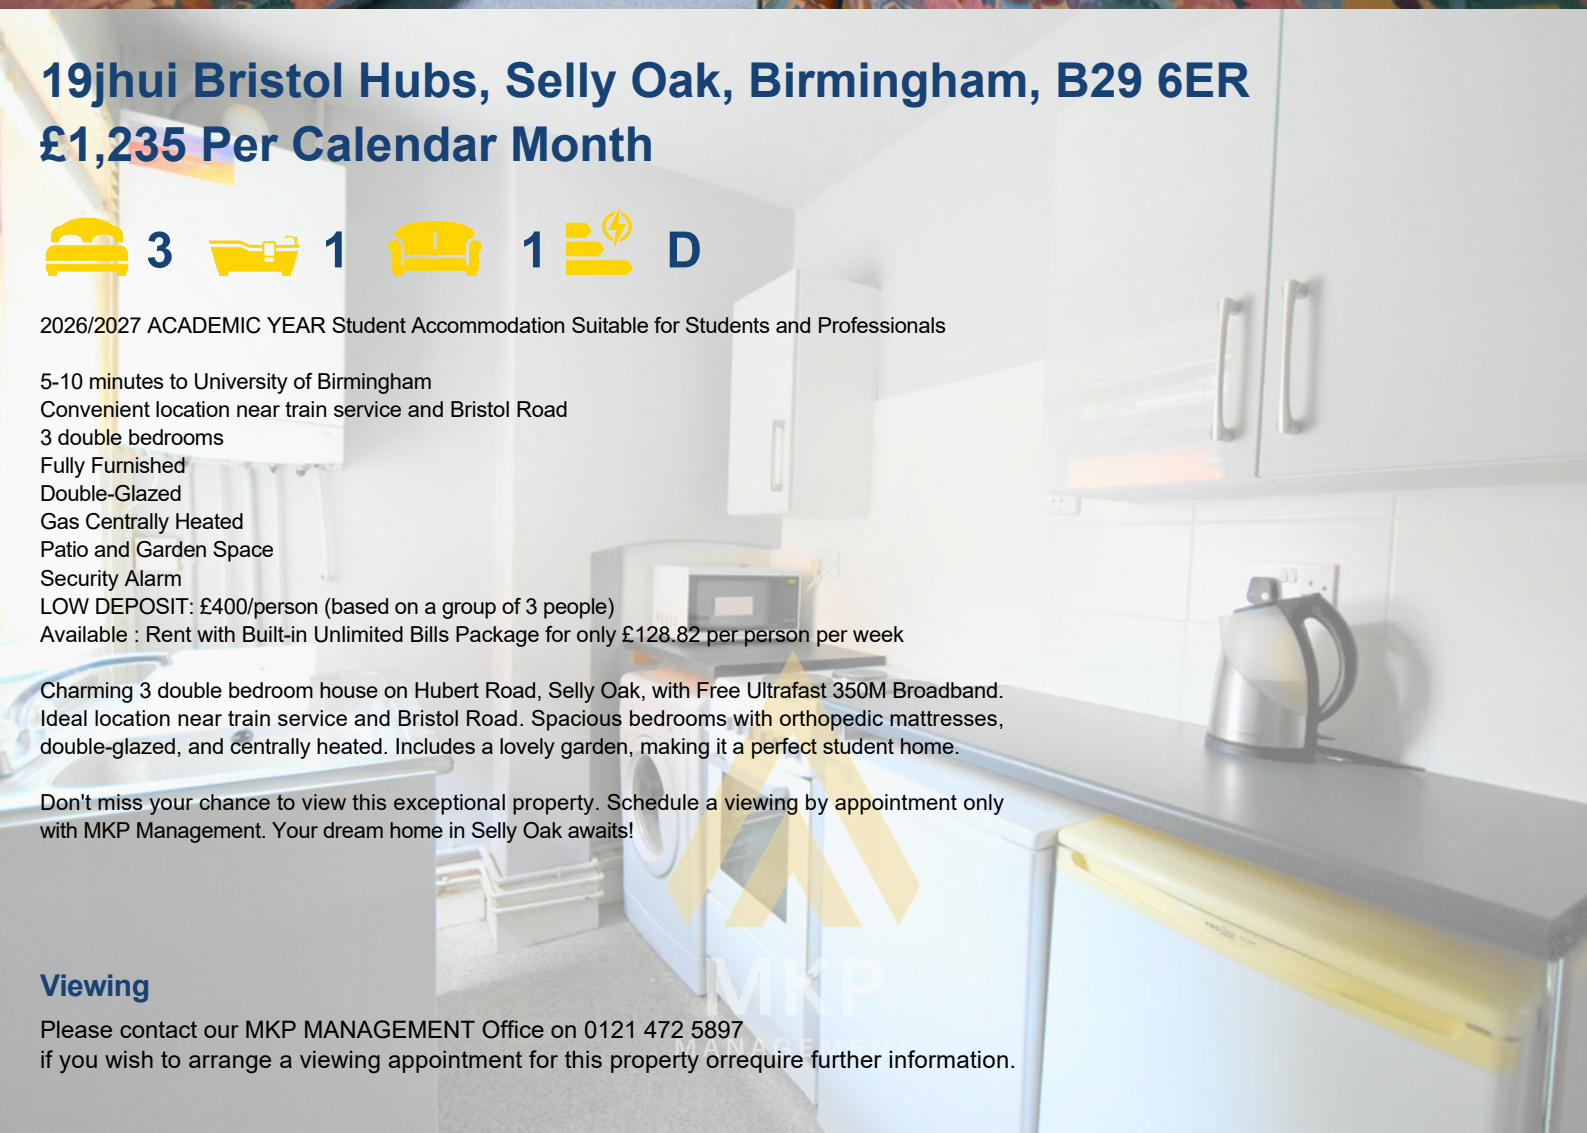 19jhui Bristol Hubs, Selly Oak, Birmingham, B29 6ER
£1,235 Per Calendar Month
3 1 1 D
2026/2027 ACADEMIC YEAR Student Accommodation Suitable for Students and Professionals
5-10 minutes to University of Birmingham
Convenient location near train service and Bristol Road
3 double bedrooms
Fully Furnished
Double-Glazed
Gas Centrally Heated
Patio and Garden Space
Security Alarm
LOW DEPOSIT: £400/person (based on a group of 3 people)
Available : Rent with Built-in Unlimited Bills Package for only £128.82 per person per week
Charming 3 double bedroom house on Hubert Road, Selly Oak, with Free Ultrafast 350M Broadband.
Ideal location near train service and Bristol Road. Spacious bedrooms with orthopedic mattresses,
double-glazed, and centrally heated. Includes a lovely garden, making it a perfect student home.
Don't miss your chance to view this exceptional property. Schedule a viewing by appointment only
with MKP Management. Your dream home in Selly Oak awaits!
MKP
MANAGEMENT
Viewing
Please contact our MKP MANAGEMENT Office on 0121 472 5897
if you wish to arrange a viewing appointment for this property orrequire further information.